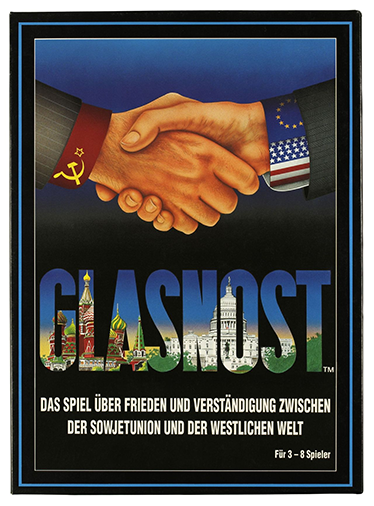 GLASNOST™
DAS SPIEL ÜBER FRIEDEN UND VERSTÄNDIGUNG ZWISCHEN
DER SOWJETUNION UND DER WESTLICHEN WELT
Für 3 – 8 Spieler